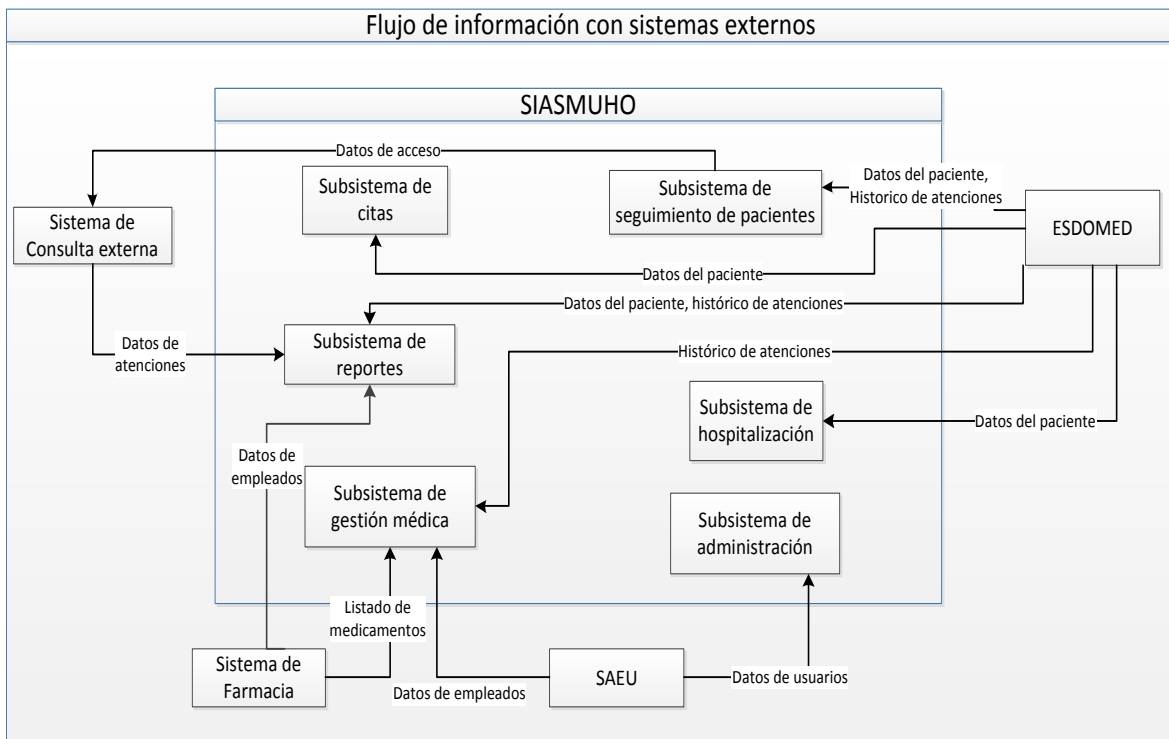 Flujo de información con sistemas externos
SIASMUHO
Datos de acceso
Subsistema de
citas
Subsistema de
seguimiento de pacientes
Datos del paciente,
Historico de atenciones
ESDOMED
Sistema de
Consulta externa
Datos del paciente
Datos del paciente, histórico de atenciones
Datos de
atenciones
Subsistema de
reportes
Histórico de atenciones
Subsistema de
hospitalización
Datos del paciente
Datos de
empleados
Subsistema de
gestión médica
Subsistema de
administración
Listado de
medicamentos
Sistema de
Farmacia
Datos de empleados
SAEU
Datos de usuarios